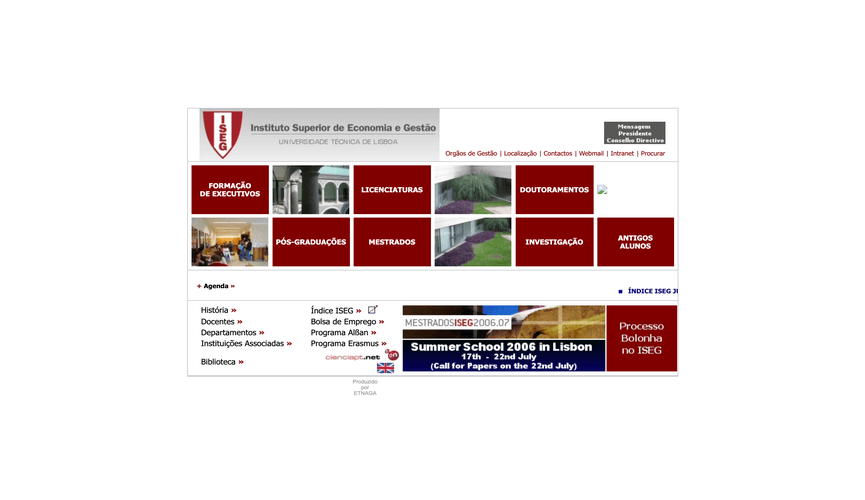 ISEG
Instituto Superior de Economia e Gestão
UNIVERSIDADE TÉCNICA DE LISBOA
Mensagem
Presidente
Conselho Directivo
Orgãos de Gestão | Localização | Contactos | Webmail | Intranet | Procurar
FORMAÇÃO
DE EXECUTIVOS
LICENCIATURAS
DOUTORAMENTOS
PÓS-GRADUAÇÕES
MESTRADOS
INVESTIGAÇÃO
ANTIGOS
ALUNOS
+ Agenda »
ÍNDICE ISEG JU
História »
Docentes »
Departamentos »
Instituições Associadas »
Biblioteca »
Índice ISEG »
Bolsa de Emprego »
Programa Alßan »
Programa Erasmus »
cienciapt.net
MESTRADOSISEG2006.07
Summer School 2006 in Lisbon
17th - 22nd July
(Call for Papers on the 22nd July)
Processo
Bolonha
no ISEG
Produzido
por
ETNAGA